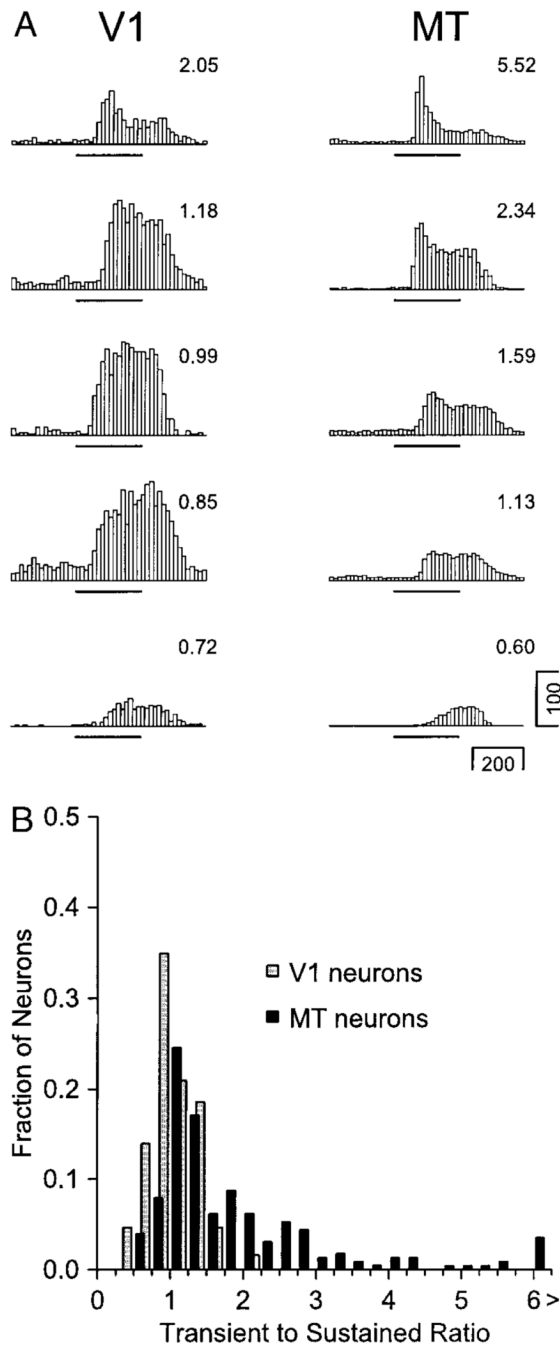 A V1 MT
2.05 5.52
1.18 2.34
0.99 1.59
0.85 1.13
0.72 0.60
100
200
B
0.5
0.4
0.3
0.2
0.1
0.0
Fraction of Neurons
V1 neurons
MT neurons
0 1 2 3 4 5 6 >
Transient to Sustained Ratio